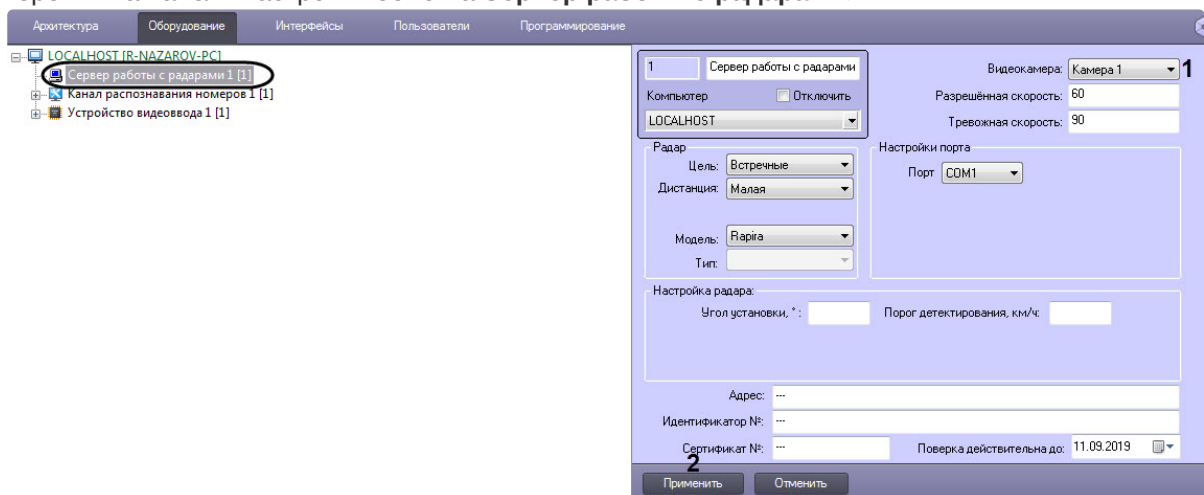 Архитектура Оборудование Интерфейсы Пользователи Программирование
LOCALHOST [R-NAZAROV-PC]
Сервер работы с радарами 1 [1]
Канал распознавания номеров 1 [1]
Устройство видеоввода 1 [1]
1 Сервер работы с радарами
Компьютер Отключить
LOCALHOST
Видеокамера: Камера 1 1
Разрешённая скорость: 60
Тревожная скорость: 90
Радар
Цель: Встречные
Дистанция: Малая
Модель: Rapira
Тип:
Настройки порта
Порт COM1
Настройка радара:
Угол установки, ° : Порог детектирования, км/ч:
Адрес: ---
Идентификатор №: ---
Сертификат №: --- Поверка действительна до: 11.09.2019
2
Применить Отменить